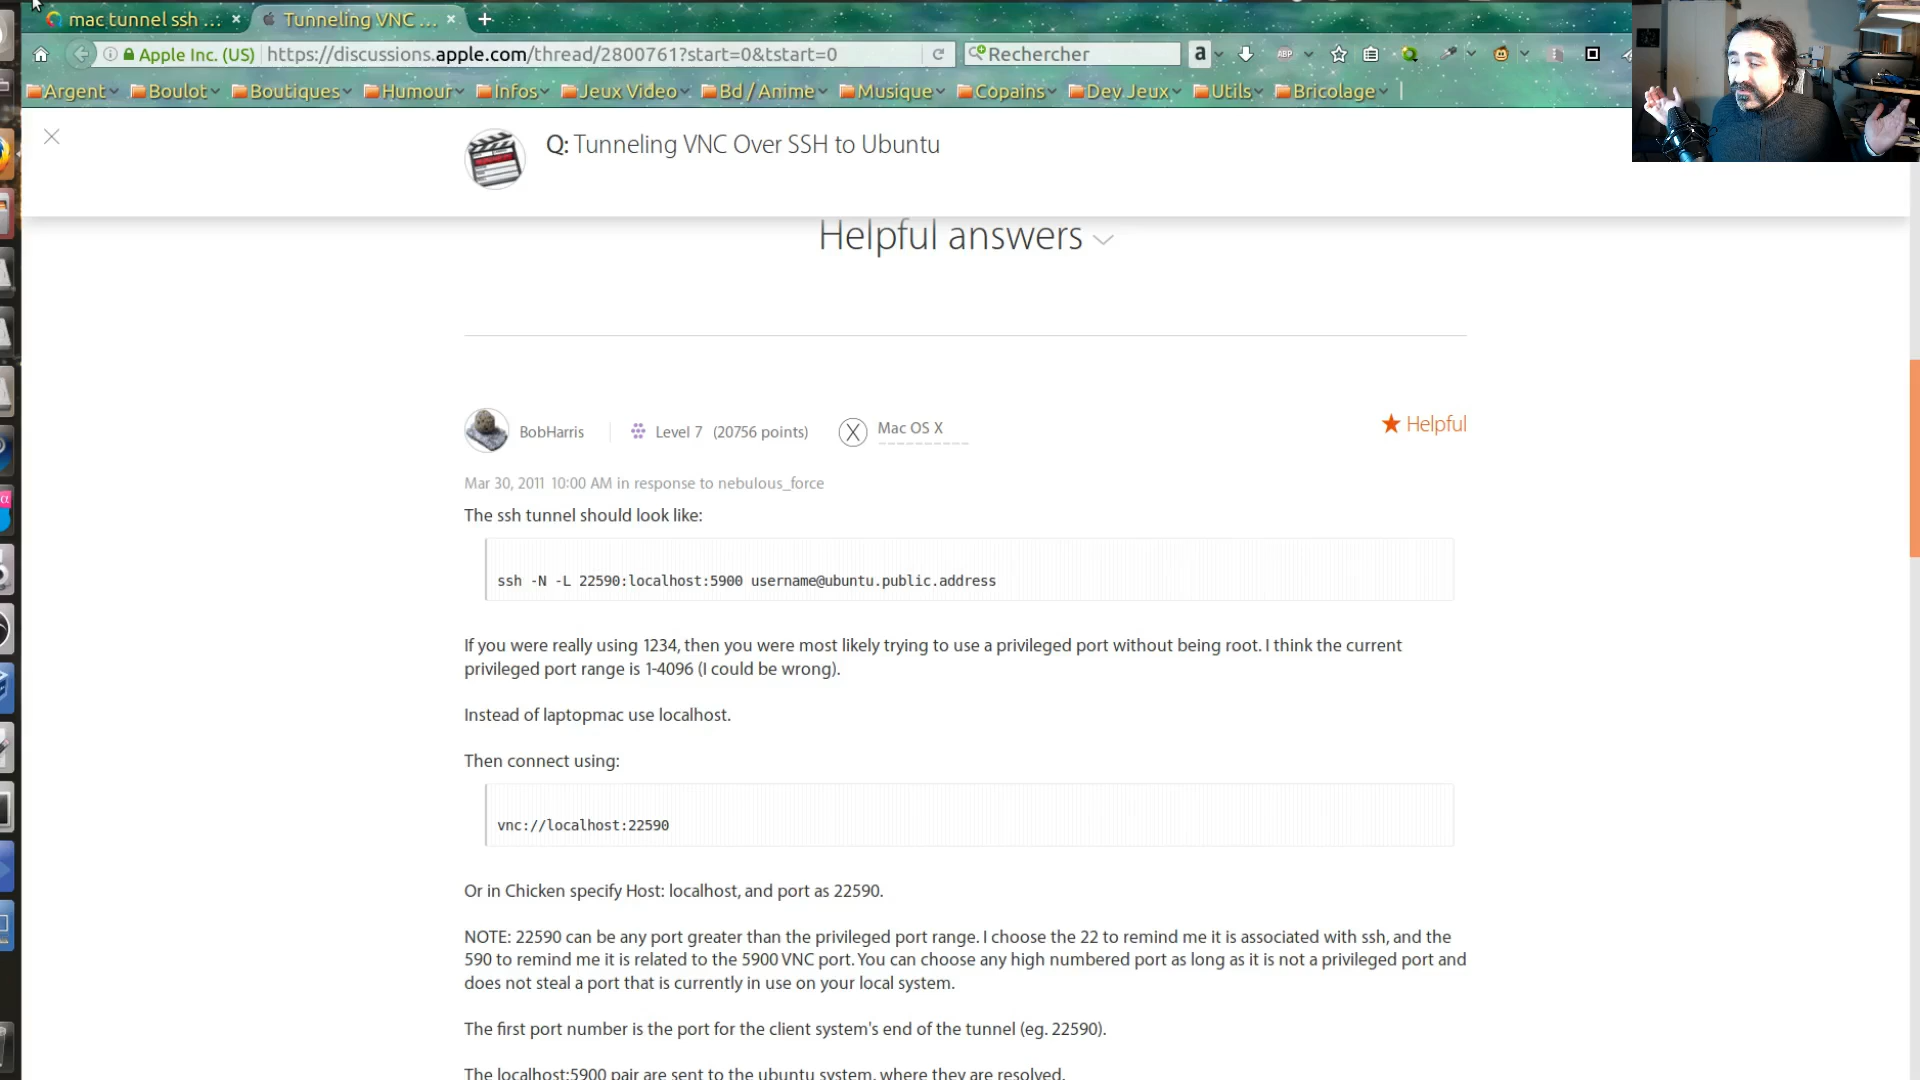 mac tunnel ssh ... ×
Tunneling VNC ... × +
Apple Inc. (US) https://discussions.apple.com/thread/2800761?start=0&tstart=0
Rechercher
a
ABP
Argent Boulot Boutiques Humour Infos Jeux Video Bd / Anime Musique Copains Dev Jeux Utils Bricolage
Q: Tunneling VNC Over SSH to Ubuntu
Helpful answers
BobHarris Level 7 (20756 points) X Mac OS X
★ Helpful
Mar 30, 2011 10:00 AM in response to nebulous_force
The ssh tunnel should look like:
ssh -N -L 22590:localhost:5900 username@ubuntu.public.address
If you were really using 1234, then you were most likely trying to use a privileged port without being root. I think the current
privileged port range is 1-4096 (I could be wrong).
Instead of laptopmac use localhost.
Then connect using:
vnc://localhost:22590
Or in Chicken specify Host: localhost, and port as 22590.
NOTE: 22590 can be any port greater than the privileged port range. I choose the 22 to remind me it is associated with ssh, and the
590 to remind me it is related to the 5900 VNC port. You can choose any high numbered port as long as it is not a privileged port and
does not steal a port that is currently in use on your local system.
The first port number is the port for the client system's end of the tunnel (eg. 22590).
The localhost:5900 pair are sent to the ubuntu system, where they are resolved.